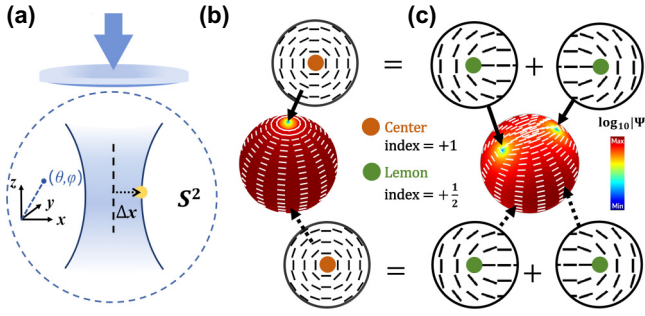 (a)
(b)
(c)
=
+
log₁₀|Ψ
Max
Min
Center
index = +1
Lemon
index = +1/2
(θ,φ)
z
y
x
Δx
S²
=
+